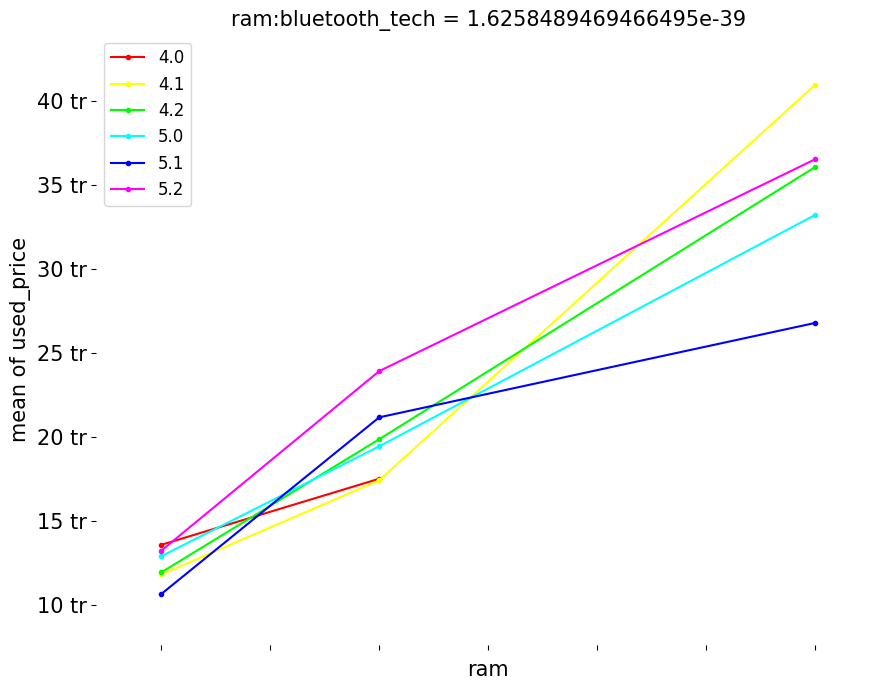 ram:bluetooth_tech = 1.6258489469466495e-39
4.0
4.1
4.2
5.0
5.1
5.2
40 tr
35 tr
30 tr
25 tr
20 tr
15 tr
10 tr
mean of used_price
ram